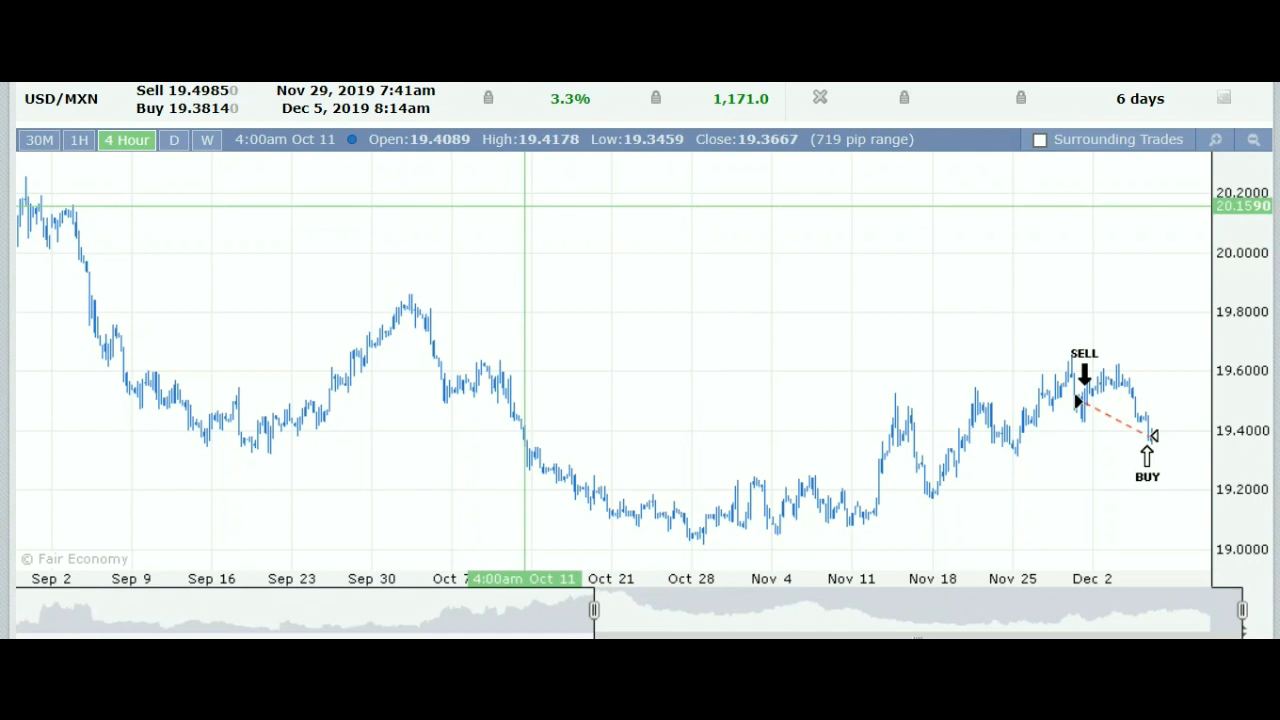 USD/MXN Sell 19.49850 Nov 29, 2019 7:41am 3.3% 1,171.0 6 days
Buy 19.38140 Dec 5, 2019 8:14am
30M 1H 4 Hour D W 4:00am Oct 11 Open:19.4089 High:19.4178 Low:19.3459 Close:19.3667 (719 pip range) Surrounding Trades
20.2000
20.1590
20.0000
19.8000
SELL
19.6000
19.4000
BUY
19.2000
© Fair Economy
19.0000
Sep 2 Sep 9 Sep 16 Sep 23 Sep 30 Oct 7 4:00am Oct 11 Oct 21 Oct 28 Nov 4 Nov 11 Nov 18 Nov 25 Dec 2